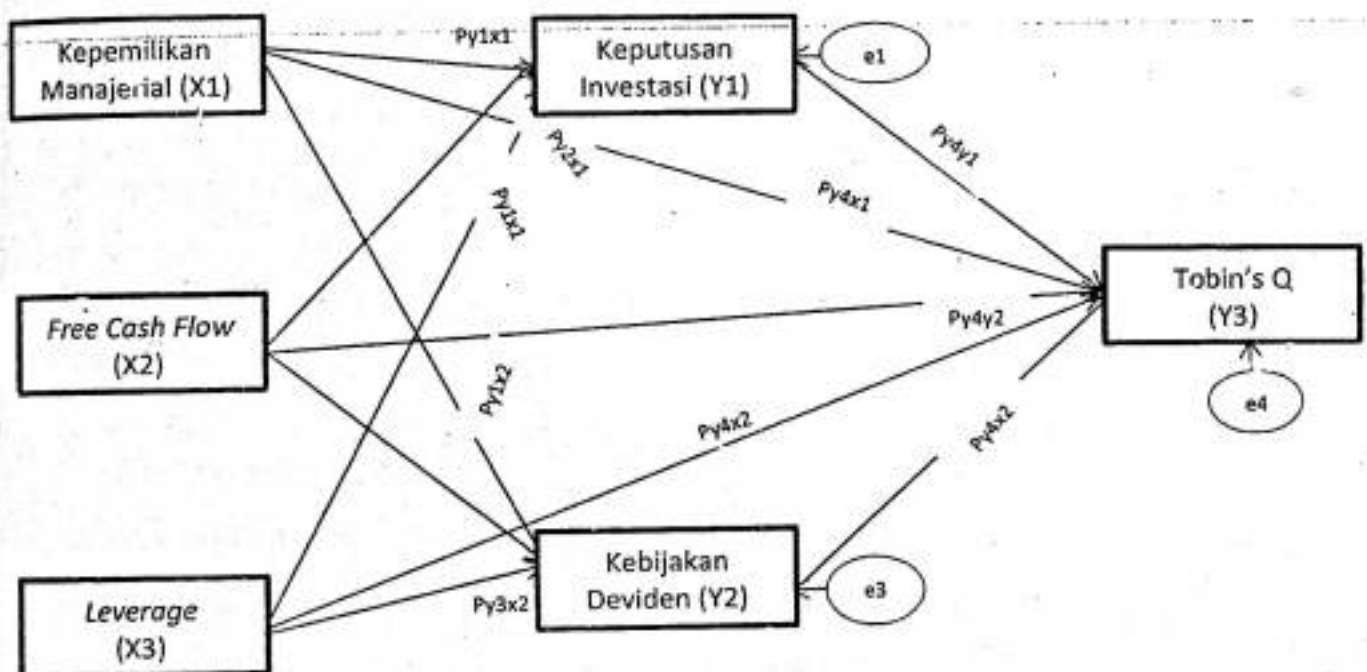 Kepemilikan
Manajerial (X1)
Py1x1
Keputusan
Investasi (Y1)
e1
Py2x1
Py4y1
Py1x1
Py4x1
Free Cash Flow
(X2)
Py4y2
Tobin's Q
(Y3)
e4
Py1x2
Py4x2
Py4x2
Leverage
(X3)
Py3x2
Kebijakan
Deviden (Y2)
e3